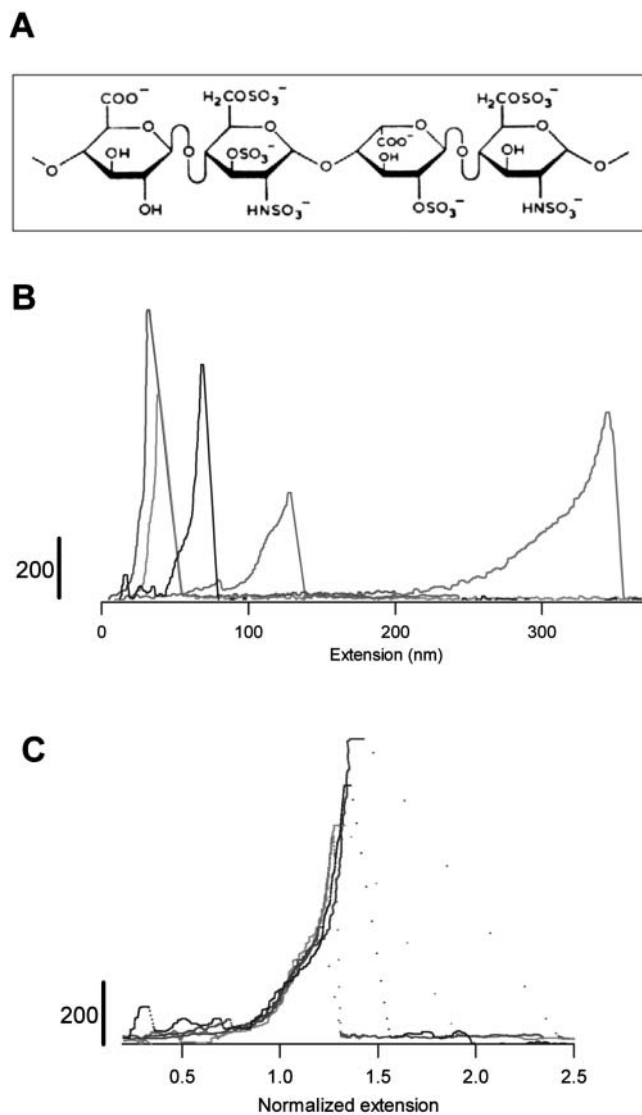 A
COO⁻ H₂COSO₃⁻ H₂COSO₃⁻
O O O O
OH O OSO₃⁻ COO⁻ OH O OH
O O O
OH HNSO₃⁻ OSO₃⁻ HNSO₃⁻
B
200
0 100 200 300
Extension (nm)
C
200
0.5 1.0 1.5 2.0 2.5
Normalized extension